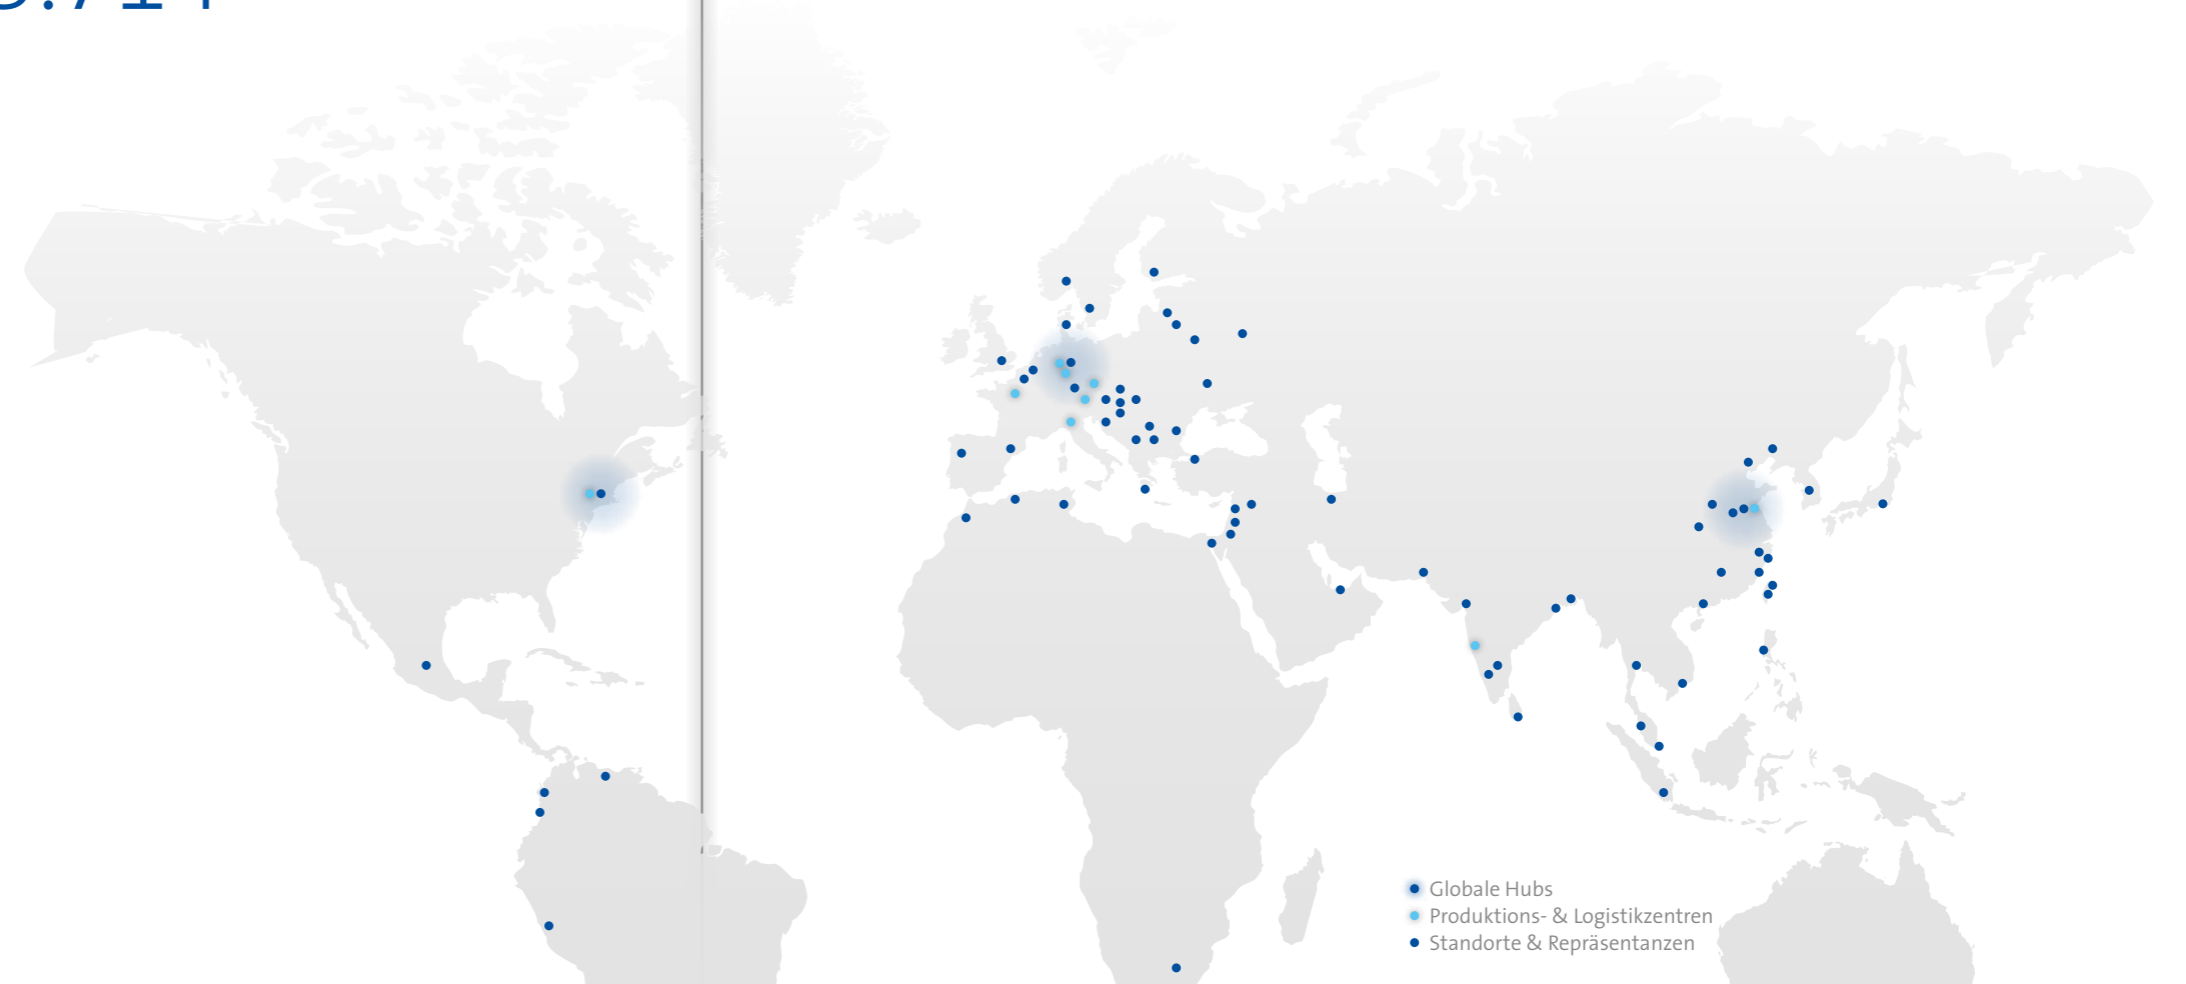 Globale Hubs
Produktions- & Logistikzentren
Standorte & Repräsentanzen